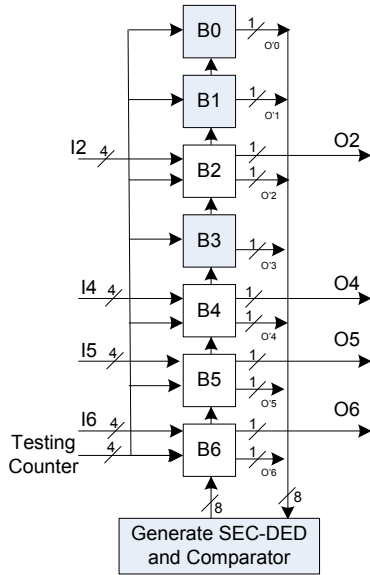 1
B0
O'0
1
B1
O'1
I2 4
1
O2
B2
1
O'2
B3
1
O'3
I4 4
1
O4
B4
1
O'4
I5 4
1
O5
B5
1
O'5
I6 4
1
O6
Testing
Counter
4
B6
1
O'6
8
8
Generate SEC-DED
and Comparator